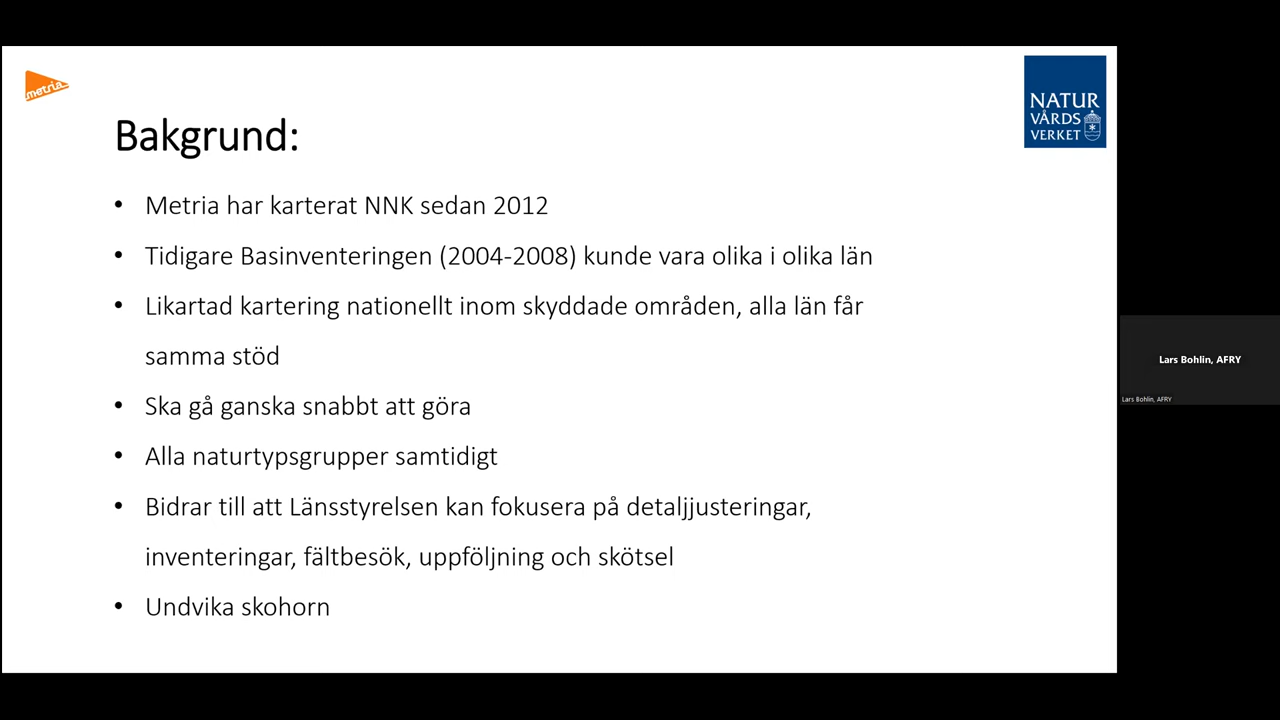 metria
NATUR
VÅRDS
VERKET
Bakgrund:
• Metria har karterat NNK sedan 2012
• Tidigare Basinventeringen (2004-2008) kunde vara olika i olika län
• Likartad kartering nationellt inom skyddade områden, alla län får
samma stöd
• Ska gå ganska snabbt att göra
• Alla naturtypsgrupper samtidigt
• Bidrar till att Länsstyrelsen kan fokusera på detaljjusteringar,
inventeringar, fältbesök, uppföljning och skötsel
• Undvika skohorn
Lars Bohlin, AFRY
Lars Bohlin, AFRY